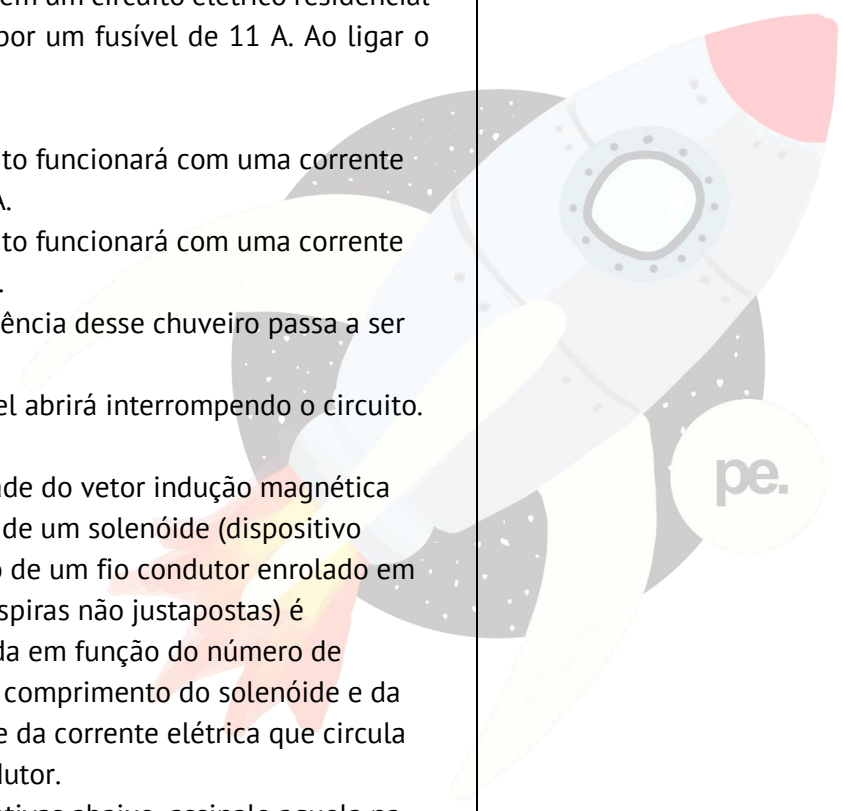 em um circuito elétrico residencial
por um fusível de 11 A. Ao ligar o
to funcionará com uma corrente
A.
to funcionará com uma corrente
.
ência desse chuveiro passa a ser
el abrirá interrompendo o circuito.
ade do vetor indução magnética
de um solenóide (dispositivo
o de um fio condutor enrolado em
spiras não justapostas) é
da em função do número de
comprimento do solenóide e da
e da corrente elétrica que circula
dutor.
pe.